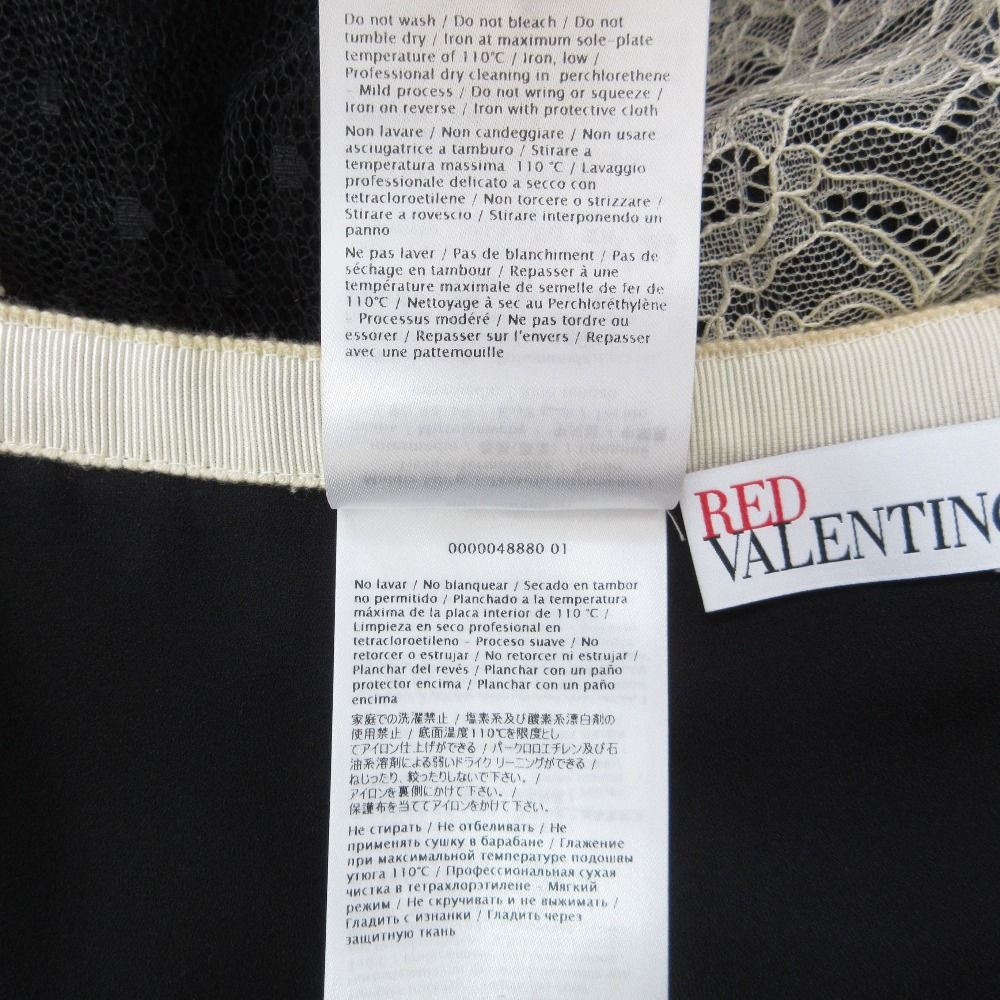 Do not wash / Do not bleach / Do not
tumble dry / Iron at maximum sole-plate
temperature of 110°C / Iron, low /
Professional dry cleaning in perchlorethene
- Mild process / Do not wring or squeeze /
Iron on reverse / Iron with protective cloth
Non lavare / Non candeggiare / Non usare
asciugatrice a tamburo / Stirare a
temperatura massima 110 °C / Lavaggio
professionale delicato a secco con
tetracloroetilene / Non torcere o strizzare /
Stirare a rovescio / Stirare interponendo un
panno
Ne pas laver / Pas de blanchiment / Pas de
séchage en tambour / Repasser à une
température maximale de semelle de fer de
110°C / Nettoyage à sec au Perchloréthylène
- Processus modéré / Ne pas tordre ou
essorer / Repasser sur l'envers / Repasser
avec une pattemouille
RED
VALENTINO
0000048880 01
No lavar / No blanquear / Secado en tambor
no permitido / Planchado a la temperatura
máxima de la placa interior de 110 °C /
Limpieza en seco profesional en
tetracloroetileno - Proceso suave / No
retorcer o estrujar / No retorcer ni estrujar /
Planchar del revés / Planchar con un paño
protector encima / Planchar con un paño
encima
家庭での洗濯禁止 / 塩素系及び酸素系漂白剤の
使用禁止 / 底面温度110℃を限度とし
てアイロン仕上げができる / パークロロエチレン及び石
油系溶剤による弱いドライクリーニングができる /
ねじったり、絞ったりしないで下さい。 /
アイロンを裏側にかけて下さい。 /
保護布を当ててアイロンをかけて下さい。
Не стирать / Не отбеливать / Не
применять сушку в барабане / Глажение
при максимальной температуре подошвы
утюга 110°C / Профессиональная сухая
чистка в тетрахлорэтилене - Мягкий
режим / Не скручивать и не выжимать /
Гладить с изнанки / Гладить через
защитную ткань